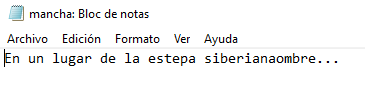 mancha: Bloc de notas
Archivo Edición Formato Ver Ayuda
En un lugar de la estepa siberianaombre...